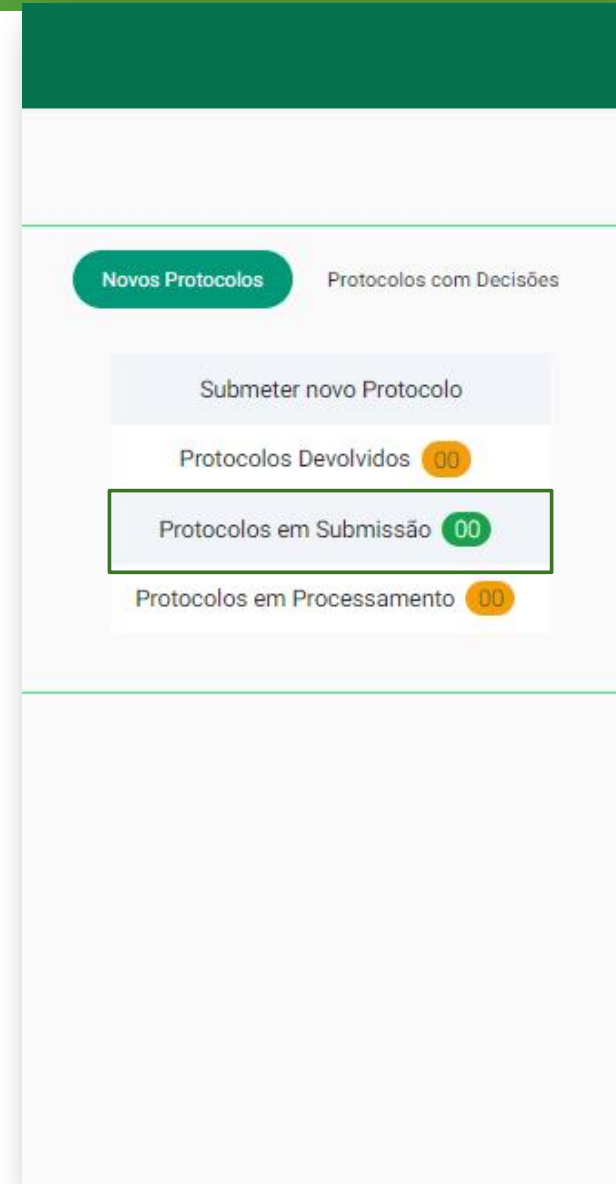 Novos Protocolos Protocolos com Decisões
Submeter novo Protocolo
Protocolos Devolvidos 00
Protocolos em Submissão 00
Protocolos em Processamento 00